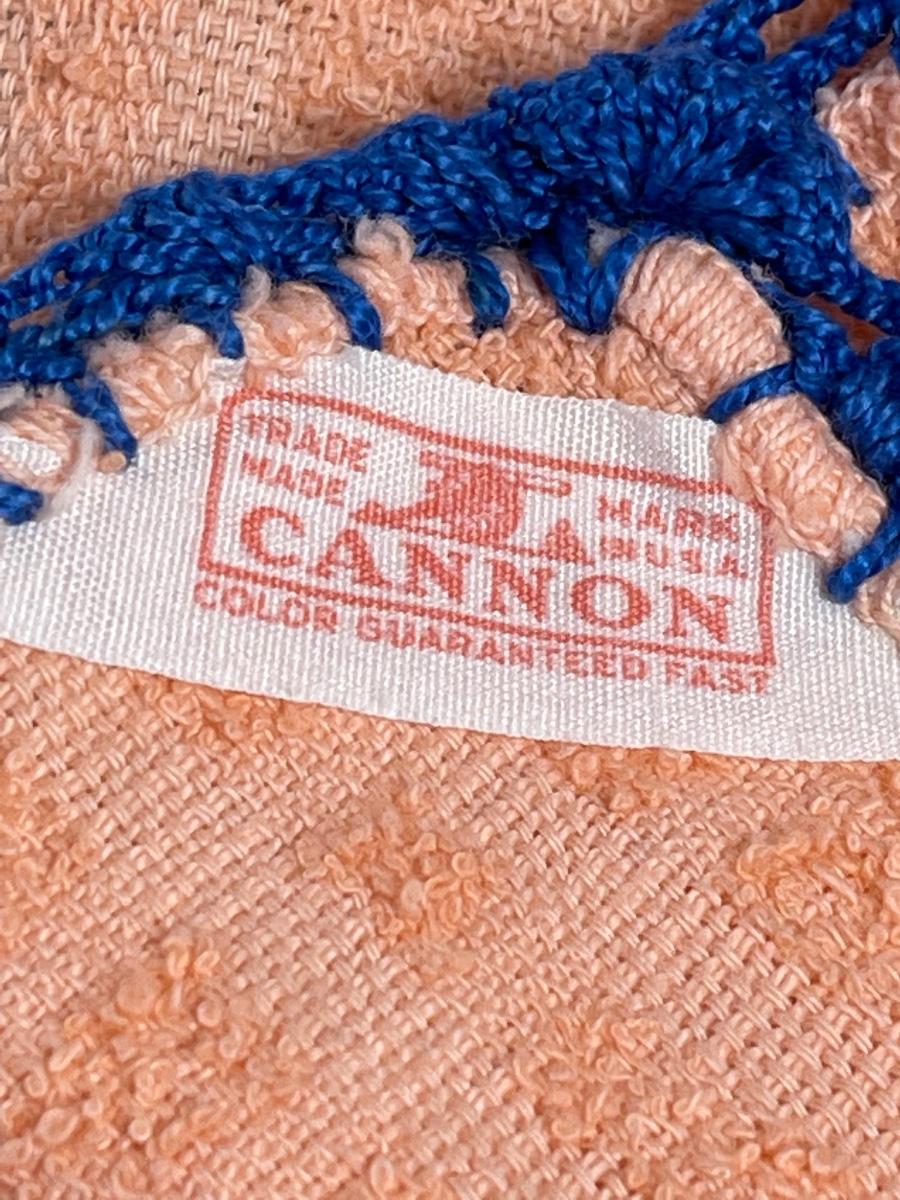 TRADE MARK
MADE IN U.S.A.
CANNON
COLOR GUARANTEED FAST